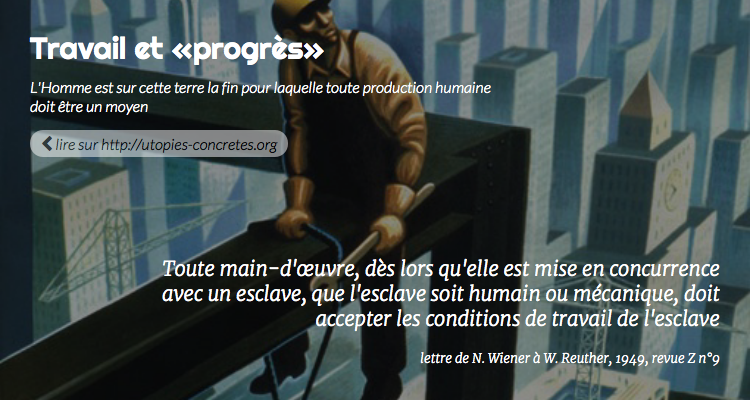 Travail et «progrès»
L'Homme est sur cette terre la fin pour laquelle toute production humaine
doit être un moyen
lire sur http://utopies-concretes.org
Toute main-d'œuvre, dès lors qu'elle est mise en concurrence
avec un esclave, que l'esclave soit humain ou mécanique, doit
accepter les conditions de travail de l'esclave
lettre de N. Wiener à W. Reuther, 1949, revue Z n°9